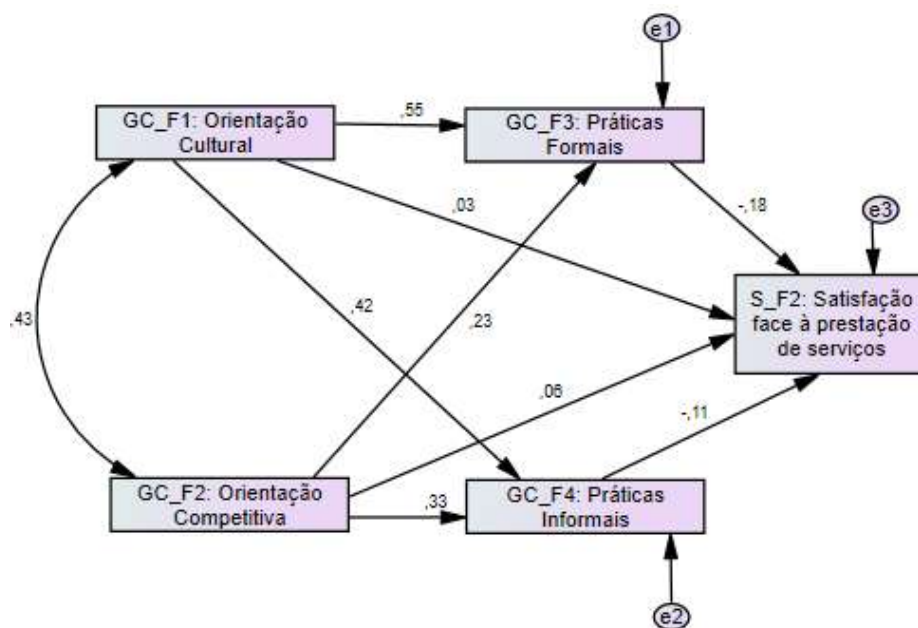 e1
GC_F1: Orientação
Cultural
,55
GC_F3: Práticas
Formais
,03
-,18
e3
S_F2: Satisfação
face à prestação
de serviços
,43
,42
,23
,06
-,11
GC_F2: Orientação
Competitiva
,33
GC_F4: Práticas
Informais
e2